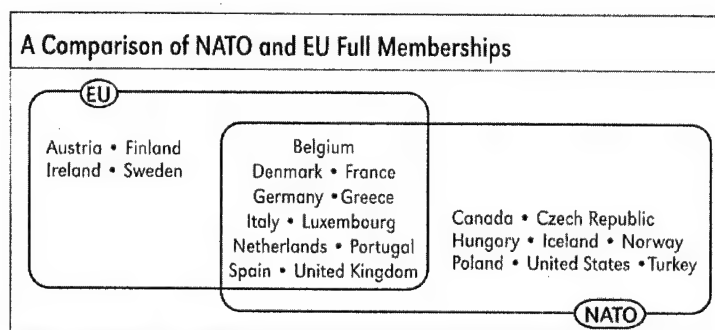 A Comparison of NATO and EU Full Memberships
EU
Austria • Finland
Ireland • Sweden
Belgium
Denmark • France
Germany •Greece
Italy • Luxembourg
Netherlands • Portugal
Spain • United Kingdom
Canada • Czech Republic
Hungary • Iceland • Norway
Poland • United States •Turkey
NATO